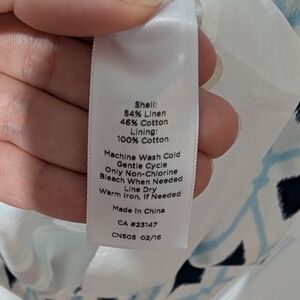 Shell:
54% Linen
46% Cotton
Lining:
100% Cotton
Machine Wash Cold
Gentle Cycle
Only Non-Chlorine
Bleach When Needed
Line Dry
Warm Iron, If Needed
Made In China
CA #23147
CN505 02/16